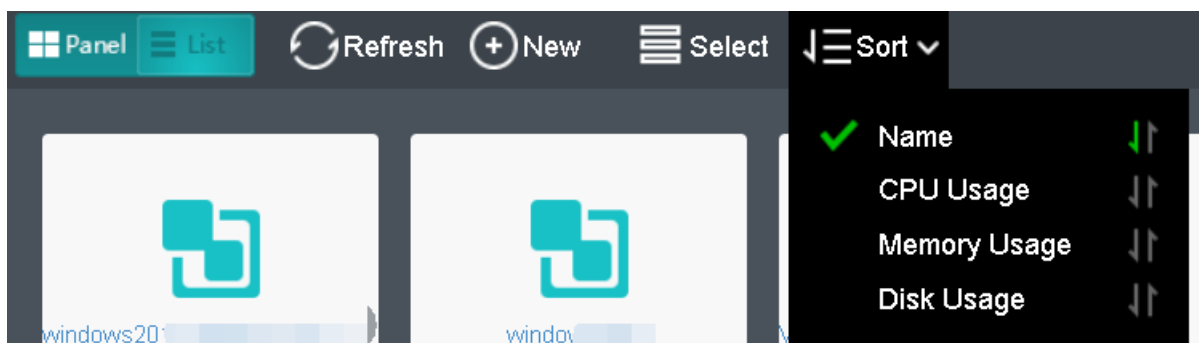 Panel List Refresh New Select Sort
Name
CPU Usage
Memory Usage
Disk Usage